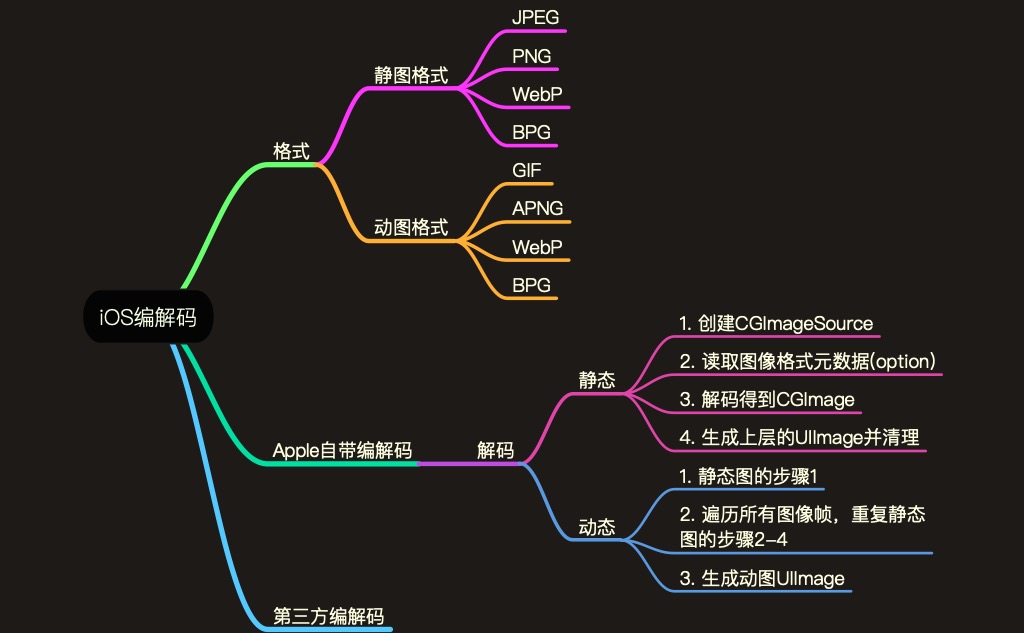 iOS编解码
格式
静图格式
JPEG
PNG
WebP
BPG
动图格式
GIF
APNG
WebP
BPG
Apple自带编解码
解码
静态
1. 创建CGImageSource
2. 读取图像格式元数据(option)
3. 解码得到CGImage
4. 生成上层的UIImage并清理
动态
1. 静态图的步骤1
2. 遍历所有图像帧，重复静态
图的步骤2-4
3. 生成动图UIImage
第三方编解码